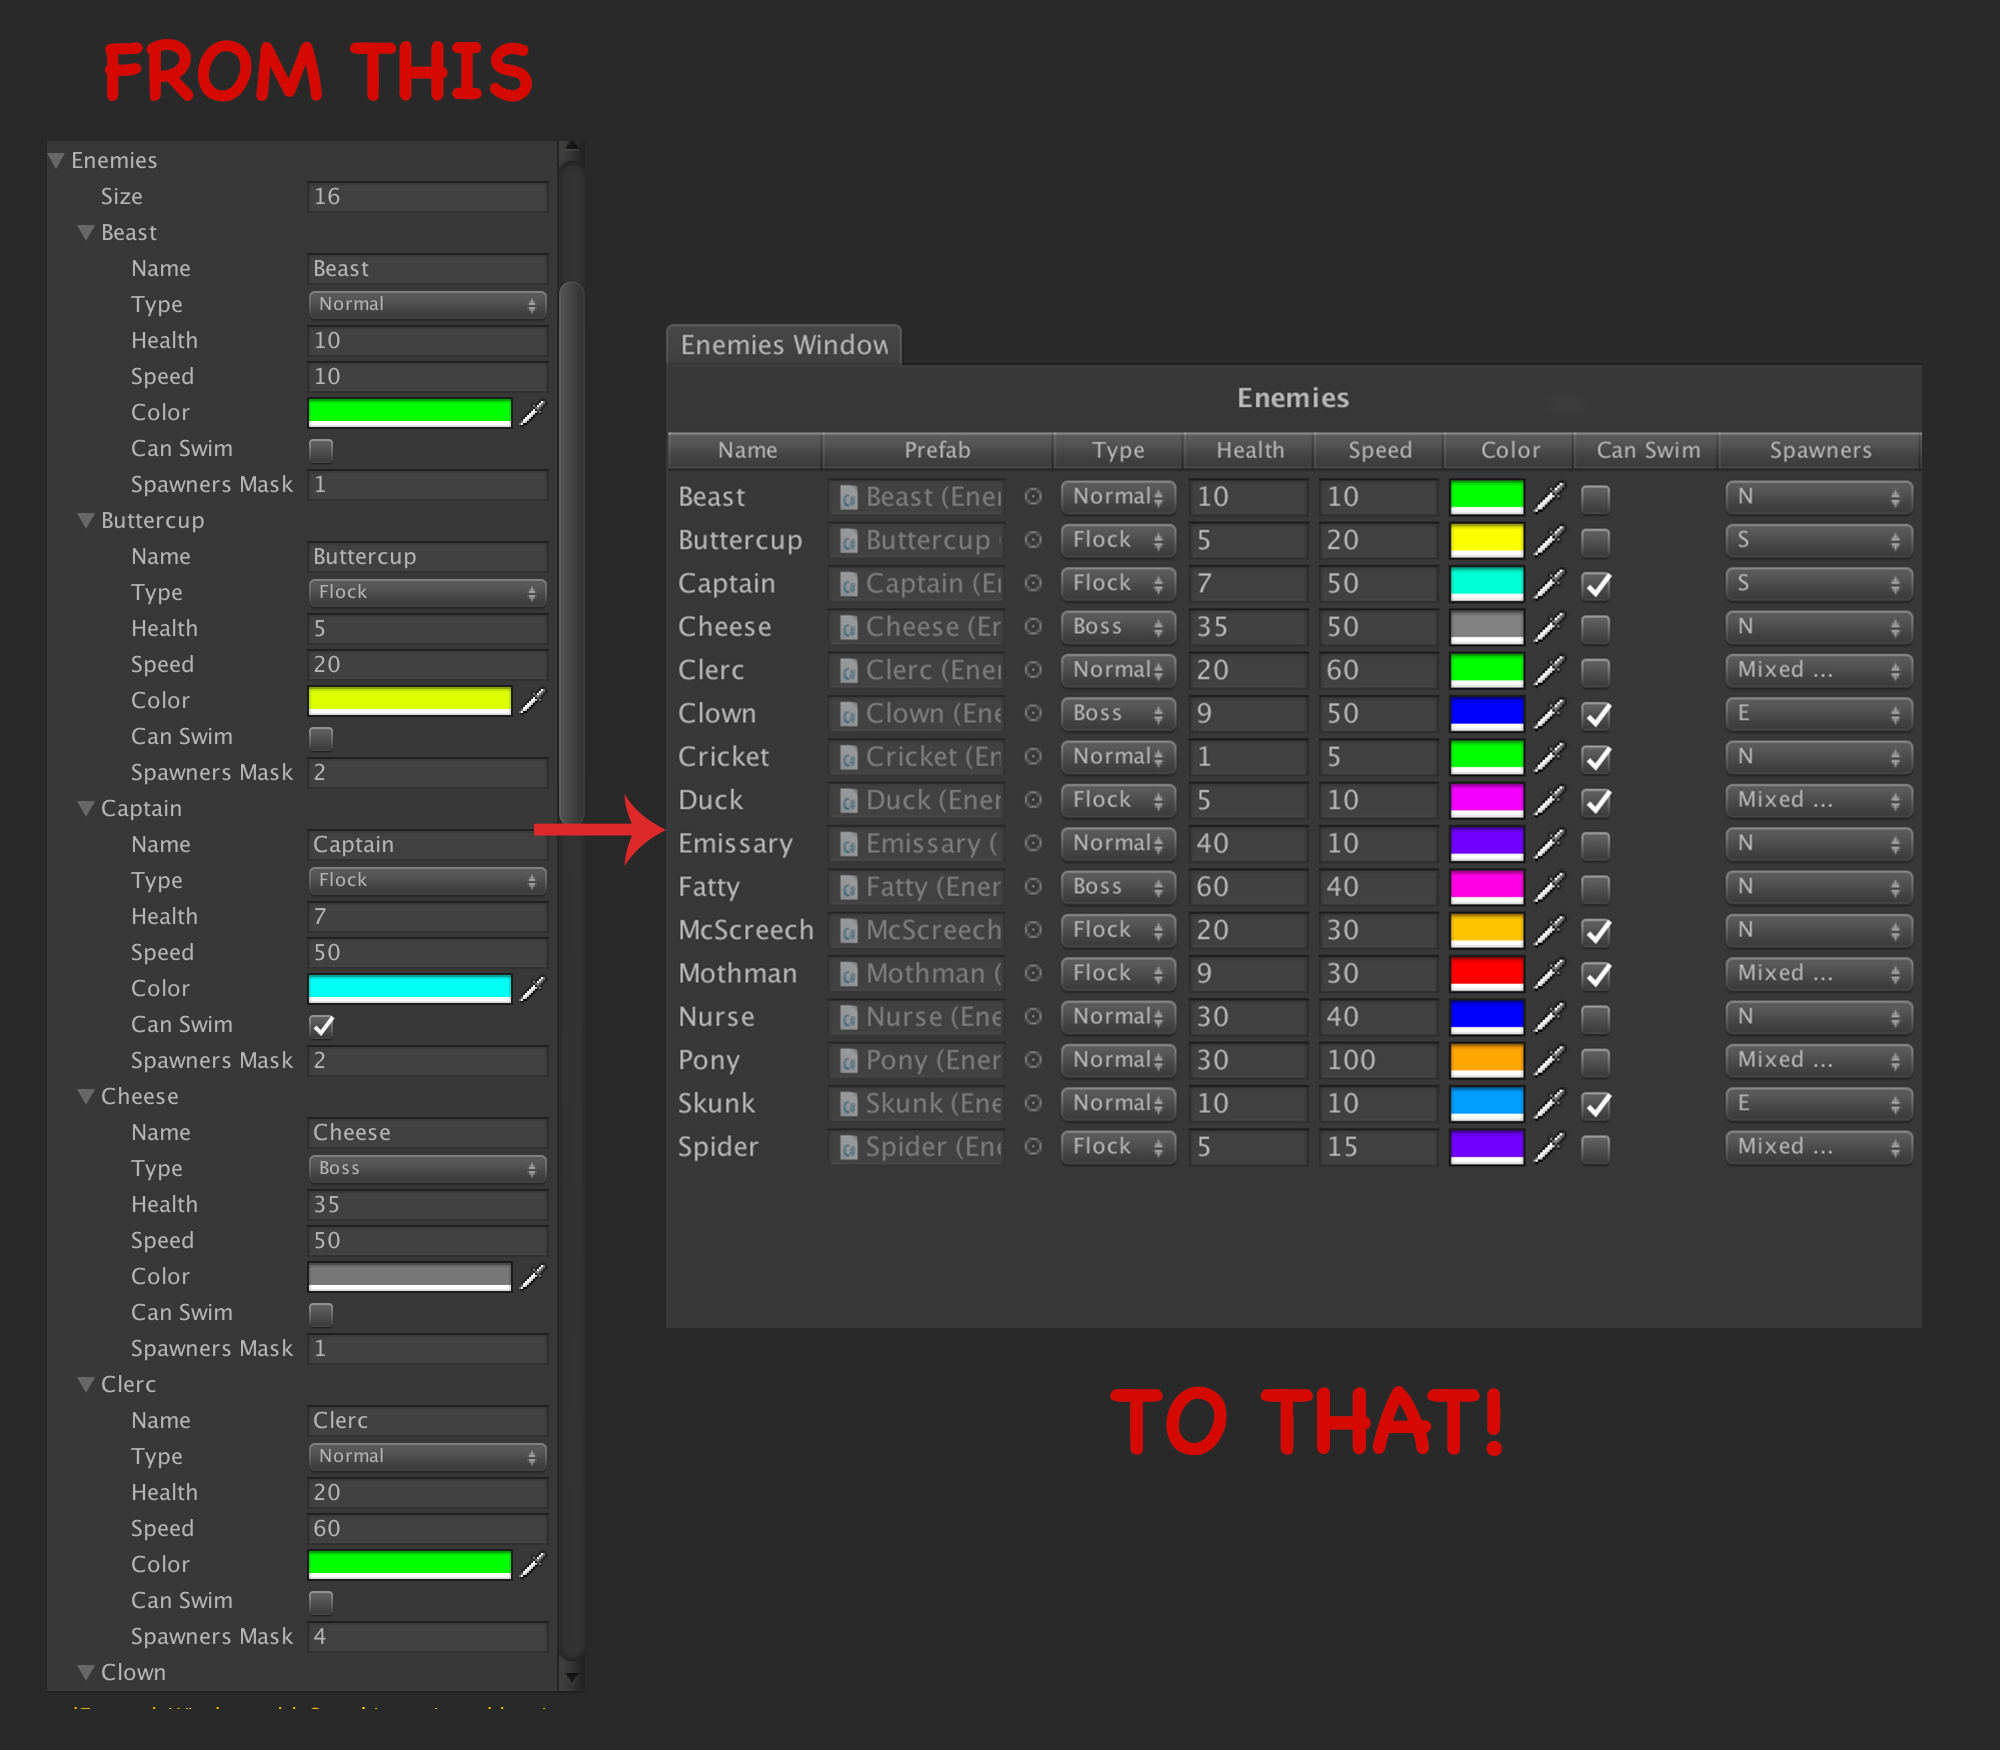 FROM THIS
Enemies
Size 16
Beast
Name Beast
Type Normal
Health 10
Speed 10
Color
Can Swim
Spawners Mask 1
Buttercup
Name Buttercup
Type Flock
Health 5
Speed 20
Color
Can Swim
Spawners Mask 2
Captain
Name Captain
Type Flock
Health 7
Speed 50
Color
Can Swim
Spawners Mask 2
Cheese
Name Cheese
Type Boss
Health 35
Speed 50
Color
Can Swim
Spawners Mask 1
Clerc
Name Clerc
Type Normal
Health 20
Speed 60
Color
Can Swim
Spawners Mask 4
Clown
Enemies Window
Enemies
Name Prefab Type Health Speed Color Can Swim Spawners
Beast Beast (Ener Normal 10 10 N
Buttercup Buttercup Flock 5 20 S
Captain Captain (Ei Flock 7 50 S
Cheese Cheese (Er Boss 35 50 N
Clerc Clerc (Ener Normal 20 60 Mixed ...
Clown Clown (Ene Boss 9 50 E
Cricket Cricket (En Normal 1 5 N
Duck Duck (Ener Flock 5 10 Mixed ...
Emissary Emissary ( Normal 40 10 N
Fatty Fatty (Ener Boss 60 40 N
McScreech McScreech Flock 20 30 N
Mothman Mothman ( Flock 9 30 Mixed ...
Nurse Nurse (Ene Normal 30 40 N
Pony Pony (Ener Normal 30 100 Mixed ...
Skunk Skunk (Ene Normal 10 10 E
Spider Spider (Ene Flock 5 15 Mixed ...
TO THAT!